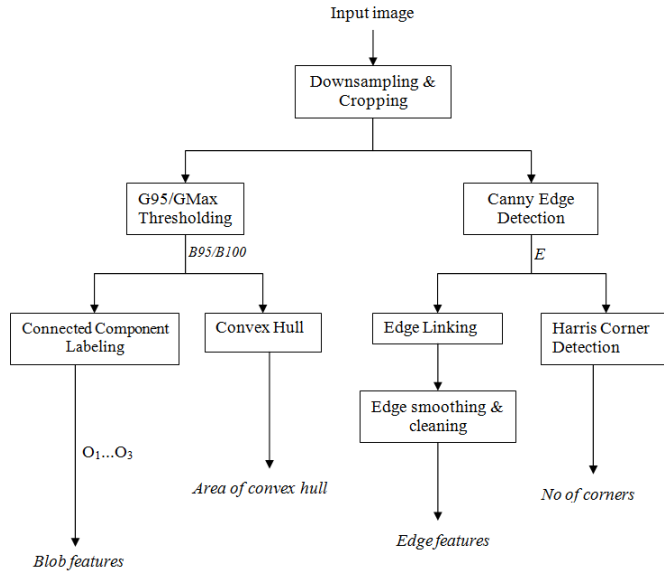 Input image
Downsampling &
Cropping
G95/GMax
Thresholding
Canny Edge
Detection
B95/B100
E
Connected Component
Labeling
Convex Hull
Edge Linking
Harris Corner
Detection
Edge smoothing &
cleaning
O₁...O₃
Area of convex hull
No of corners
Blob features
Edge features